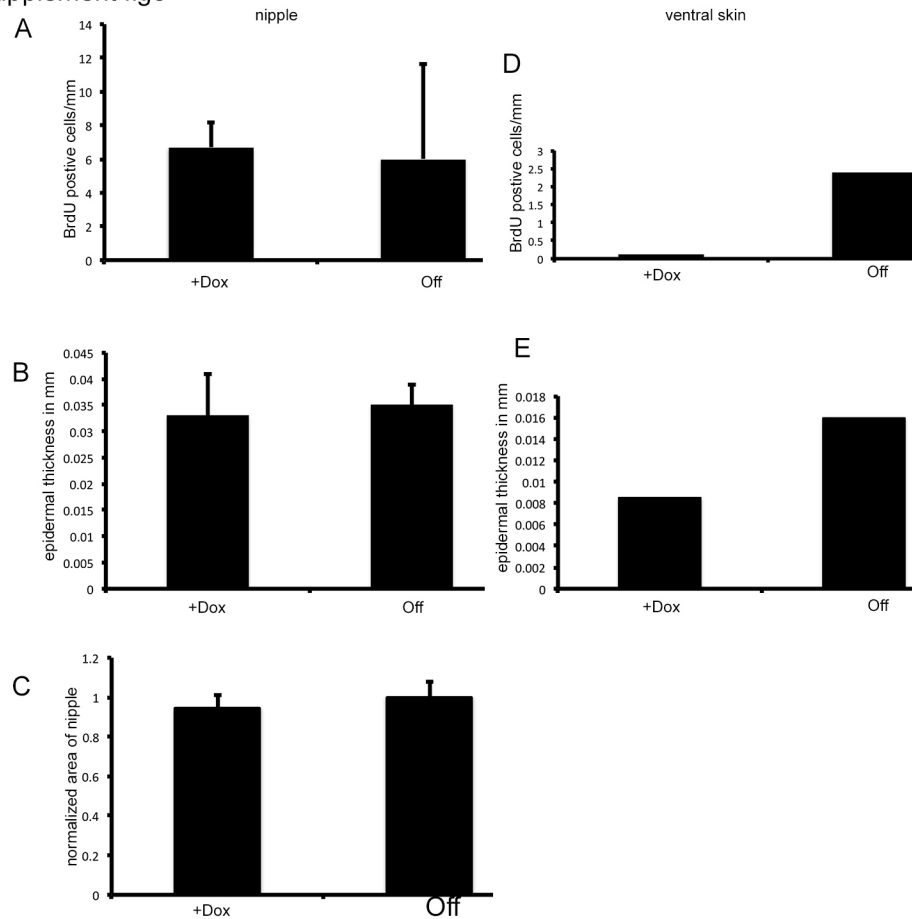 nipple
ventral skin
A
BrdU postive cells/mm
14
12
10
8
6
4
2
0
+Dox
Off
D
BrdU postive cells/mm
3
2.5
2
1.5
1
0.5
0
+Dox
Off
B
epidermal thickness in mm
0.045
0.04
0.035
0.03
0.025
0.02
0.015
0.01
0.005
0
+Dox
Off
E
epidermal thickness in mm
0.018
0.016
0.014
0.012
0.01
0.008
0.006
0.004
0.002
0
+Dox
Off
C
normalized area of nipple
1.2
1
0.8
0.6
0.4
0.2
0
+Dox
Off